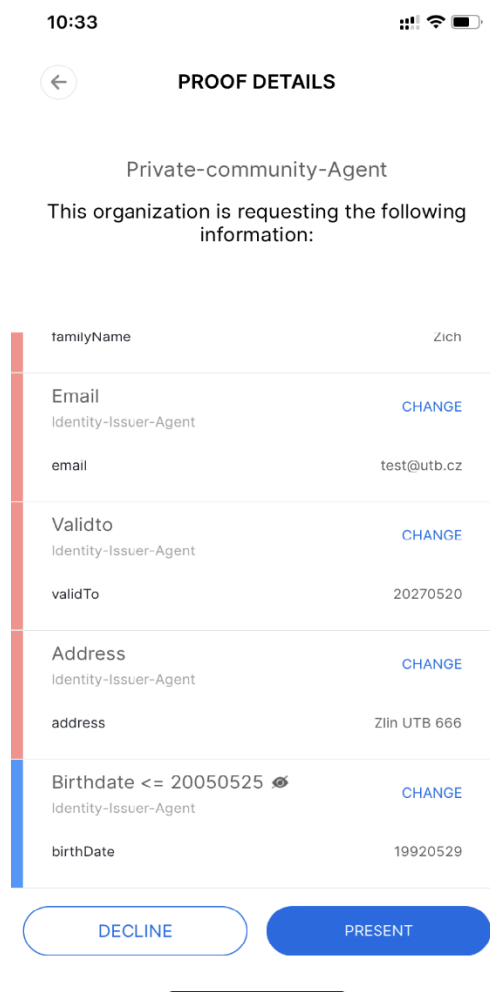 10:33
PROOF DETAILS
Private-community-Agent
This organization is requesting the following
information:
familyName Zich
Email
CHANGE
Identity-Issuer-Agent
email test@utb.cz
Validto
CHANGE
Identity-Issuer-Agent
validTo 20270520
Address
CHANGE
Identity-Issuer-Agent
address Zlin UTB 666
Birthdate <= 20050525
CHANGE
Identity-Issuer-Agent
birthDate 19920529
DECLINE PRESENT